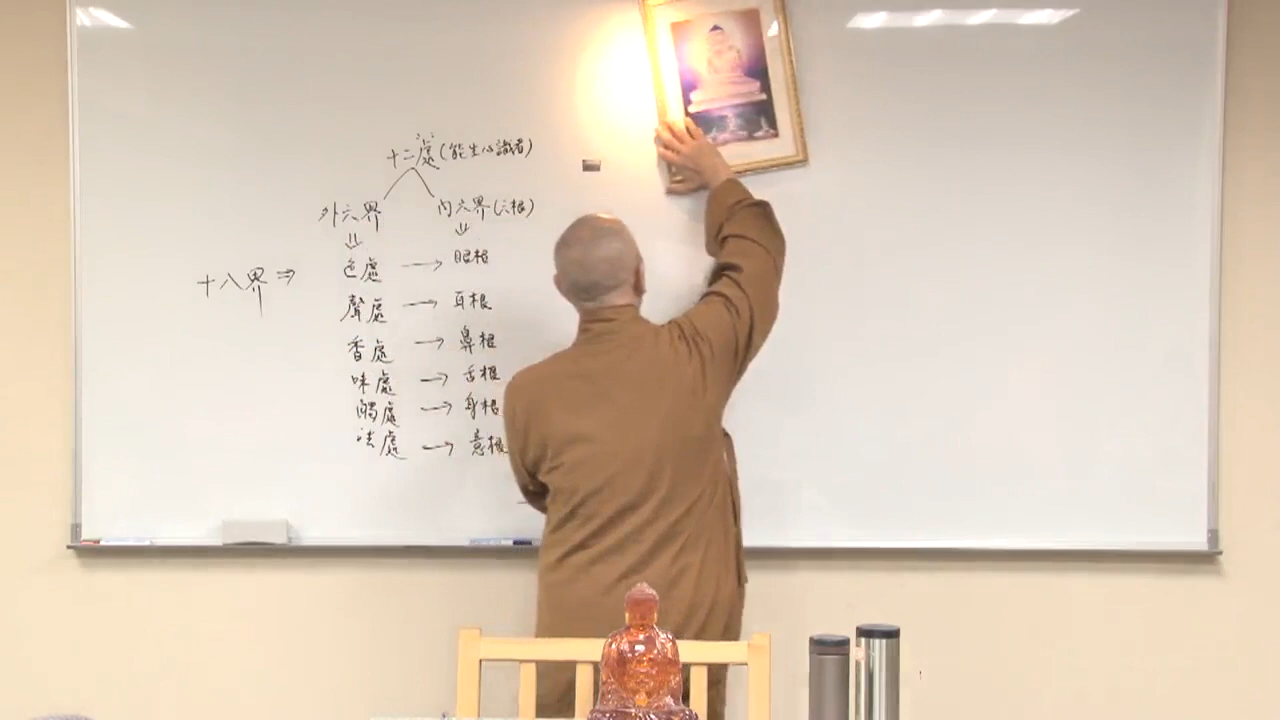 十二處(能生心識者)
外六界 內六界(六根)
十八界 ⇒ 色處 → 眼根
聲處 → 耳根
香處 → 鼻根
味處 → 舌根
觸處 → 身根
法處 → 意根